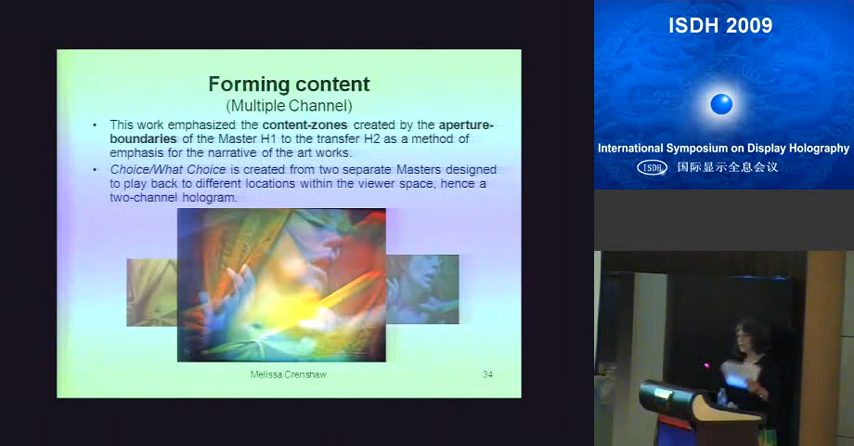 Forming content
(Multiple Channel)
• This work emphasized the content-zones created by the aperture-
boundaries of the Master H1 to the transfer H2 as a method of
emphasis for the narrative of the art works.
• Choice/What Choice is created from two separate Masters designed
to play back to different locations within the viewer space, hence a
two-channel hologram.
Melissa Crenshaw
34
ISDH 2009
International Symposium on Display Holography
ISDH 国际显示全息会议